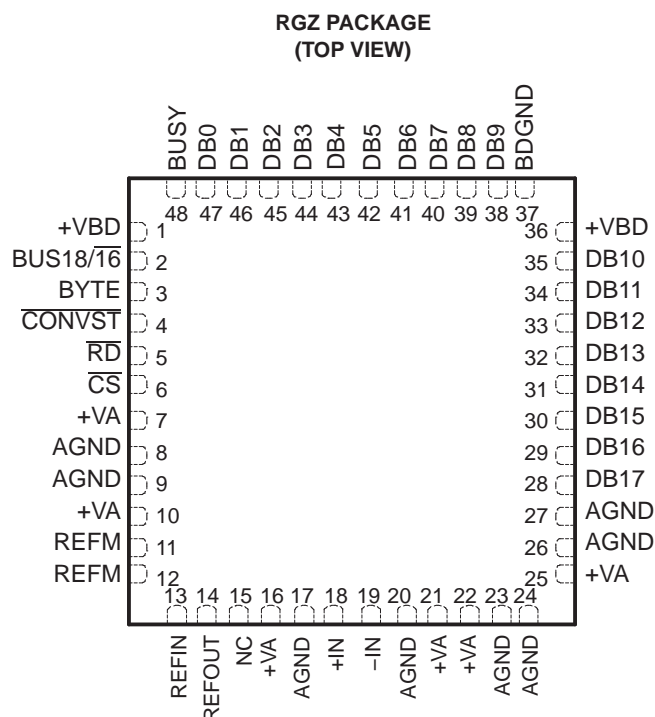 RGZ PACKAGE
(TOP VIEW)
BUSY
DB0
DB1
DB2
DB3
DB4
DB5
DB6
DB7
DB8
DB9
BDGND
48 47 46 45 44 43 42 41 40 39 38 37
+VBD 1
BUS18/16 2
BYTE 3
CONVST 4
RD 5
CS 6
+VA 7
AGND 8
AGND 9
+VA 10
REFM 11
REFM 12
36 +VBD
35 DB10
34 DB11
33 DB12
32 DB13
31 DB14
30 DB15
29 DB16
28 DB17
27 AGND
26 AGND
25 +VA
13 14 15 16 17 18 19 20 21 22 23 24
REFIN
REFOUT
NC
+VA
AGND
+IN
–IN
AGND
+VA
+VA
AGND
AGND